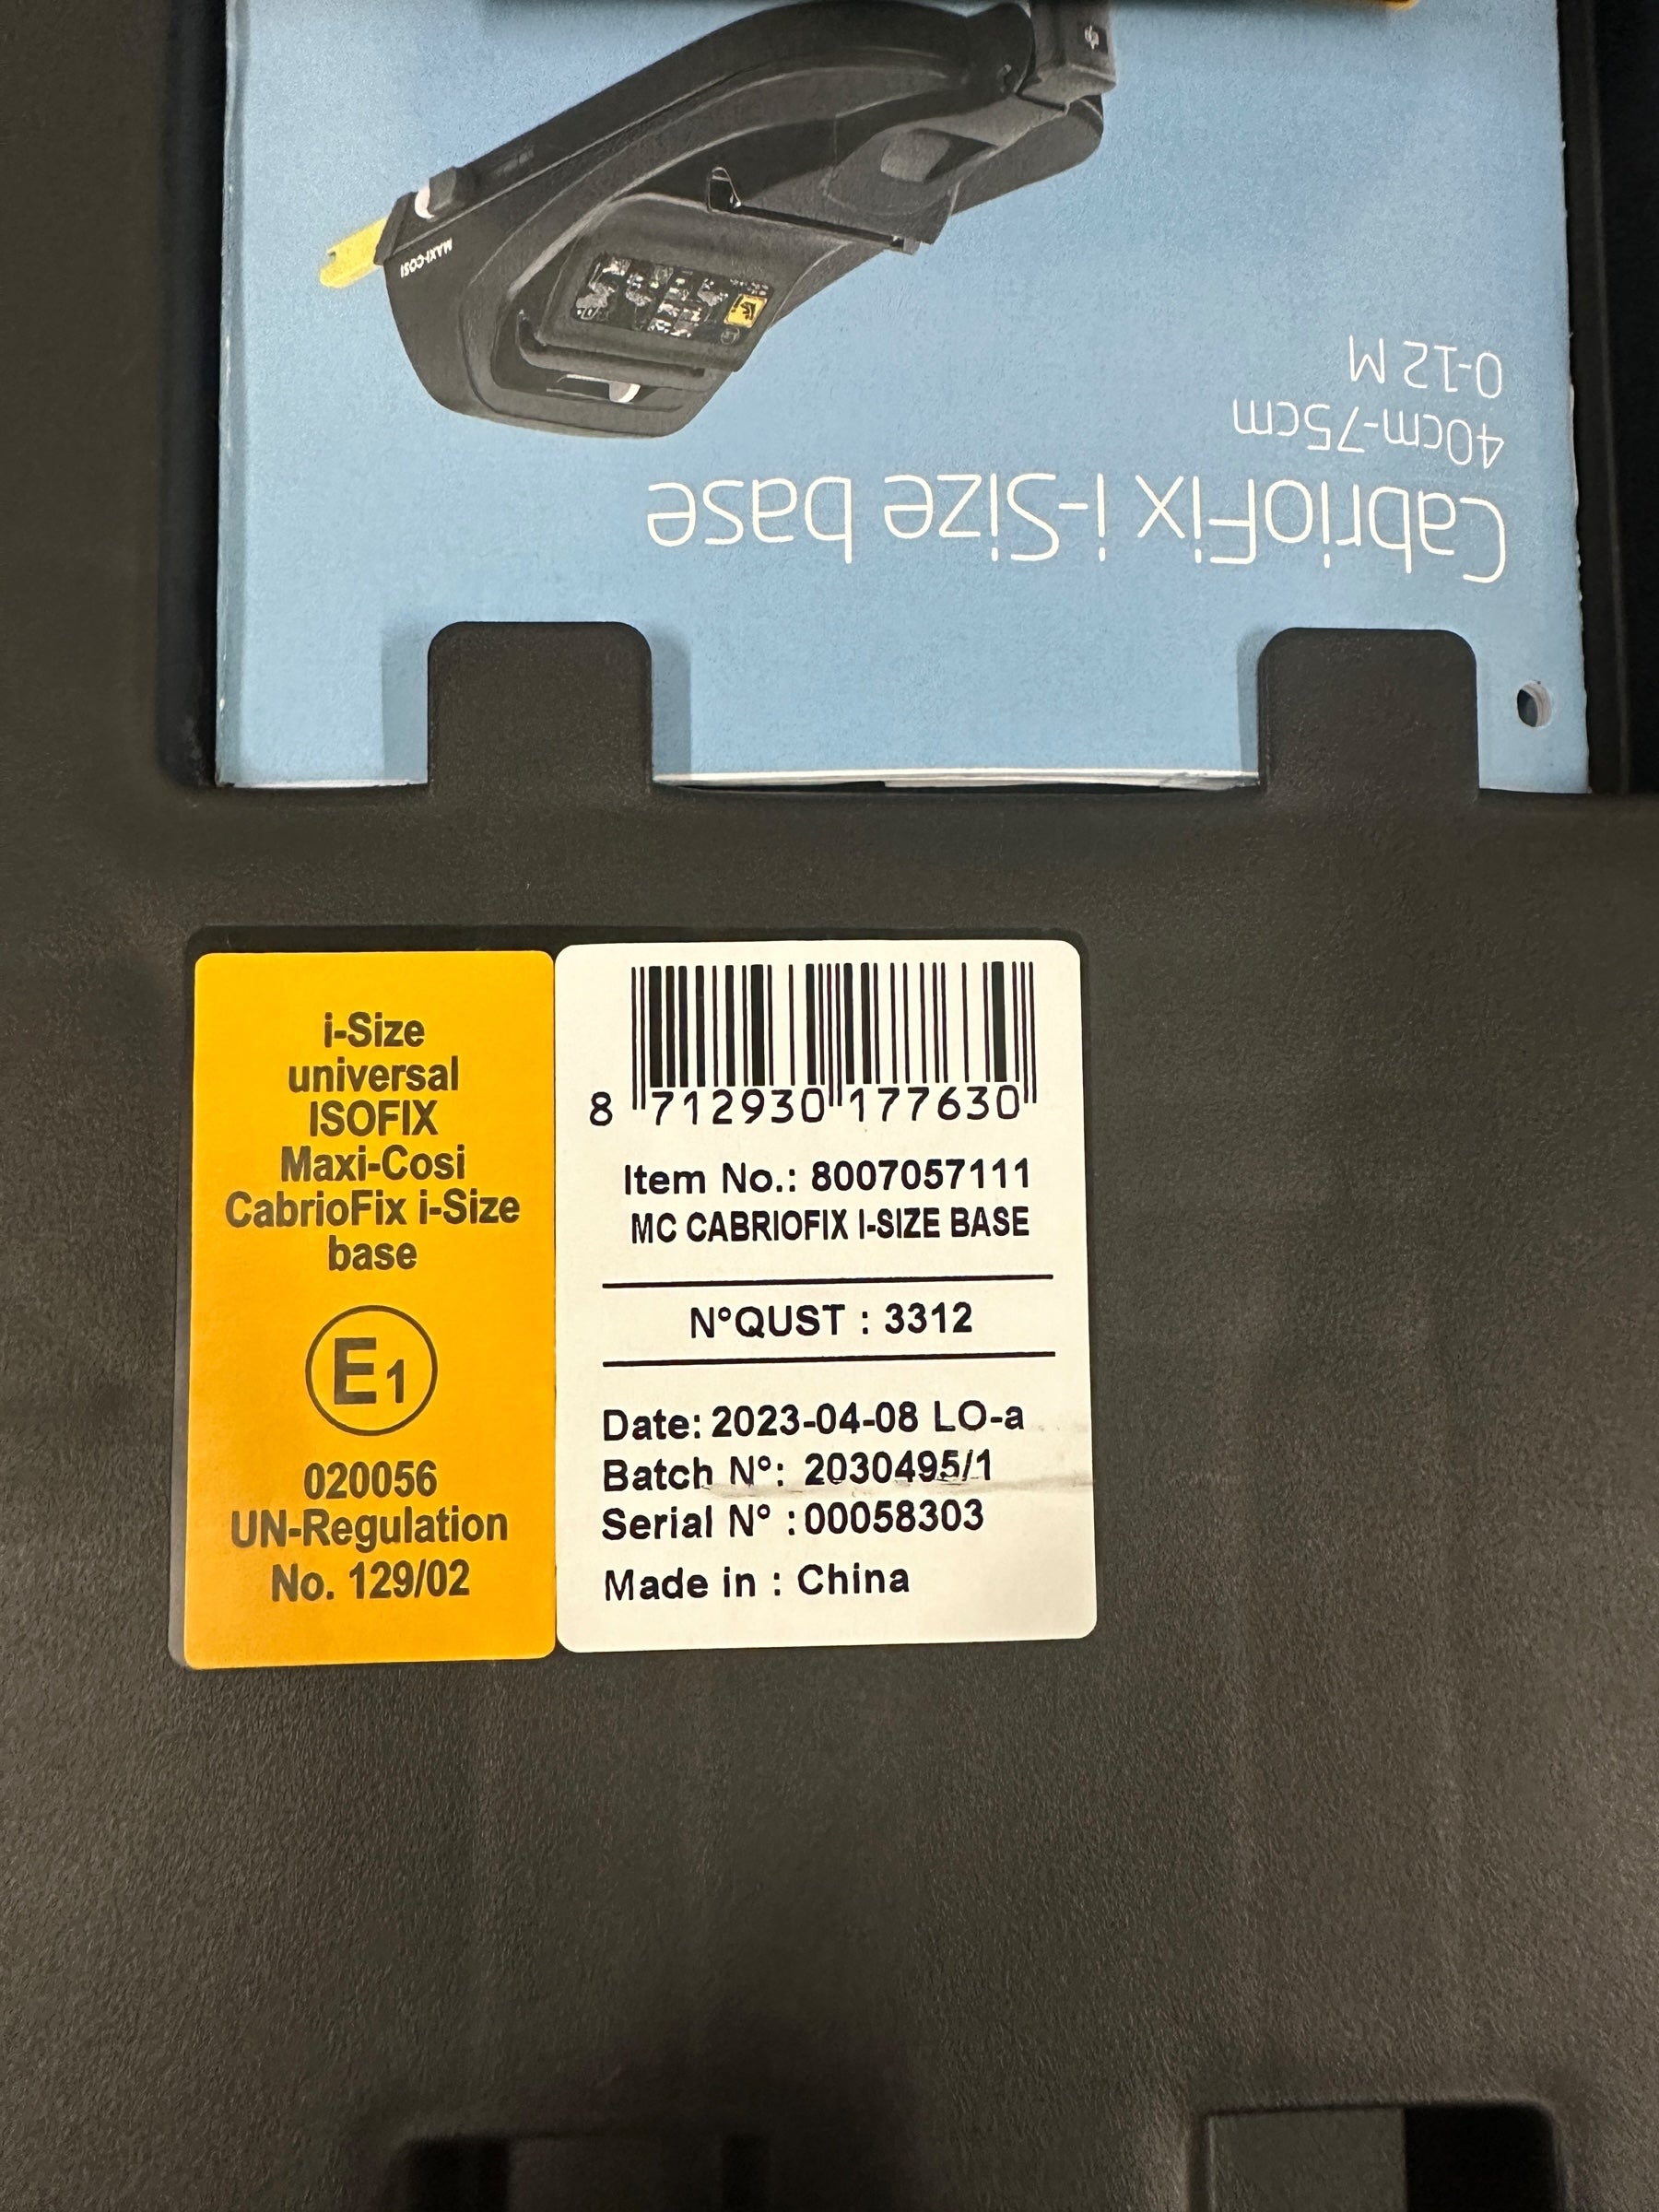 CabrioFix i-Size base
40cm-75cm
0-12 M
MAXI-COSI
i-Size
universal
ISOFIX
Maxi-Cosi
CabrioFix i-Size
base
E1
020056
UN-Regulation
No. 129/02
8 712930 177630
Item No.: 8007057111
MC CABRIOFIX I-SIZE BASE
N°QUST : 3312
Date: 2023-04-08 LO-a
Batch N°: 2030495/1
Serial N° :00058303
Made in : China